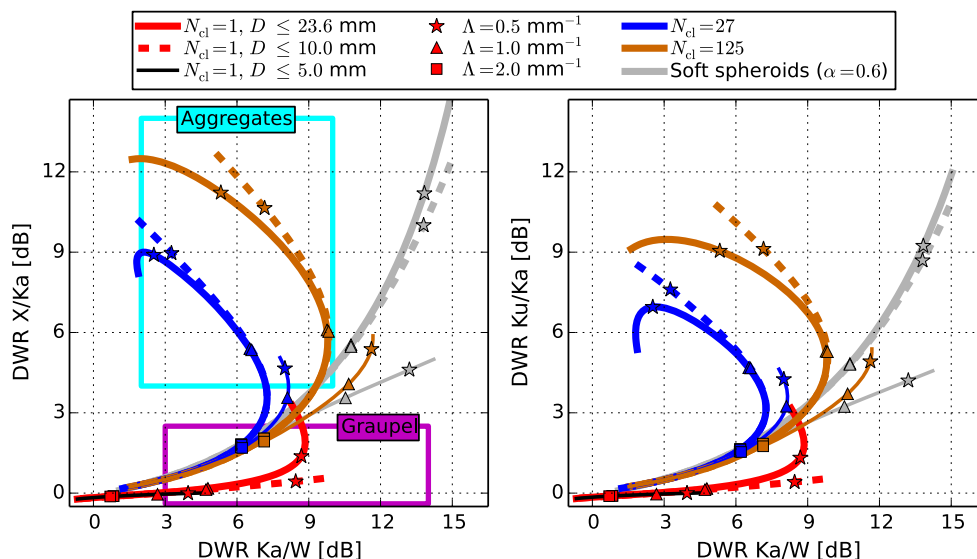 N_cl=1, D ≤ 23.6 mm
N_cl=1, D ≤ 10.0 mm
N_cl=1, D ≤ 5.0 mm
Λ=0.5 mm⁻¹
Λ=1.0 mm⁻¹
Λ=2.0 mm⁻¹
N_cl=27
N_cl=125
Soft spheroids (α=0.6)
Aggregates
Graupel
12
9
6
3
0
DWR X/Ka [dB]
0 3 6 9 12 15
DWR Ka/W [dB]
12
9
6
3
0
DWR Ku/Ka [dB]
0 3 6 9 12 15
DWR Ka/W [dB]